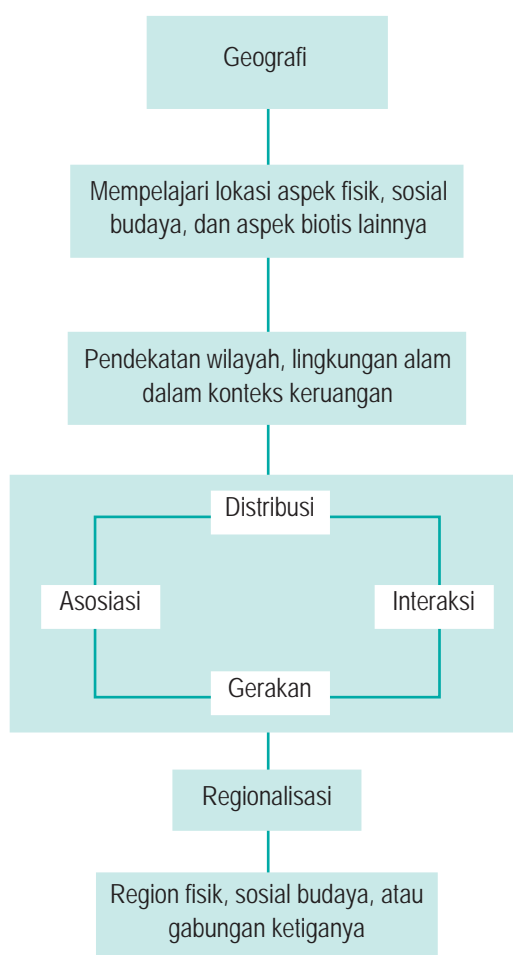 Geografi
Mempelajari lokasi aspek fisik, sosial
budaya, dan aspek biotis lainnya
Pendekatan wilayah, lingkungan alam
dalam konteks keruangan
Distribusi
Asosiasi
Interaksi
Gerakan
Regionalisasi
Region fisik, sosial budaya, atau
gabungan ketiganya